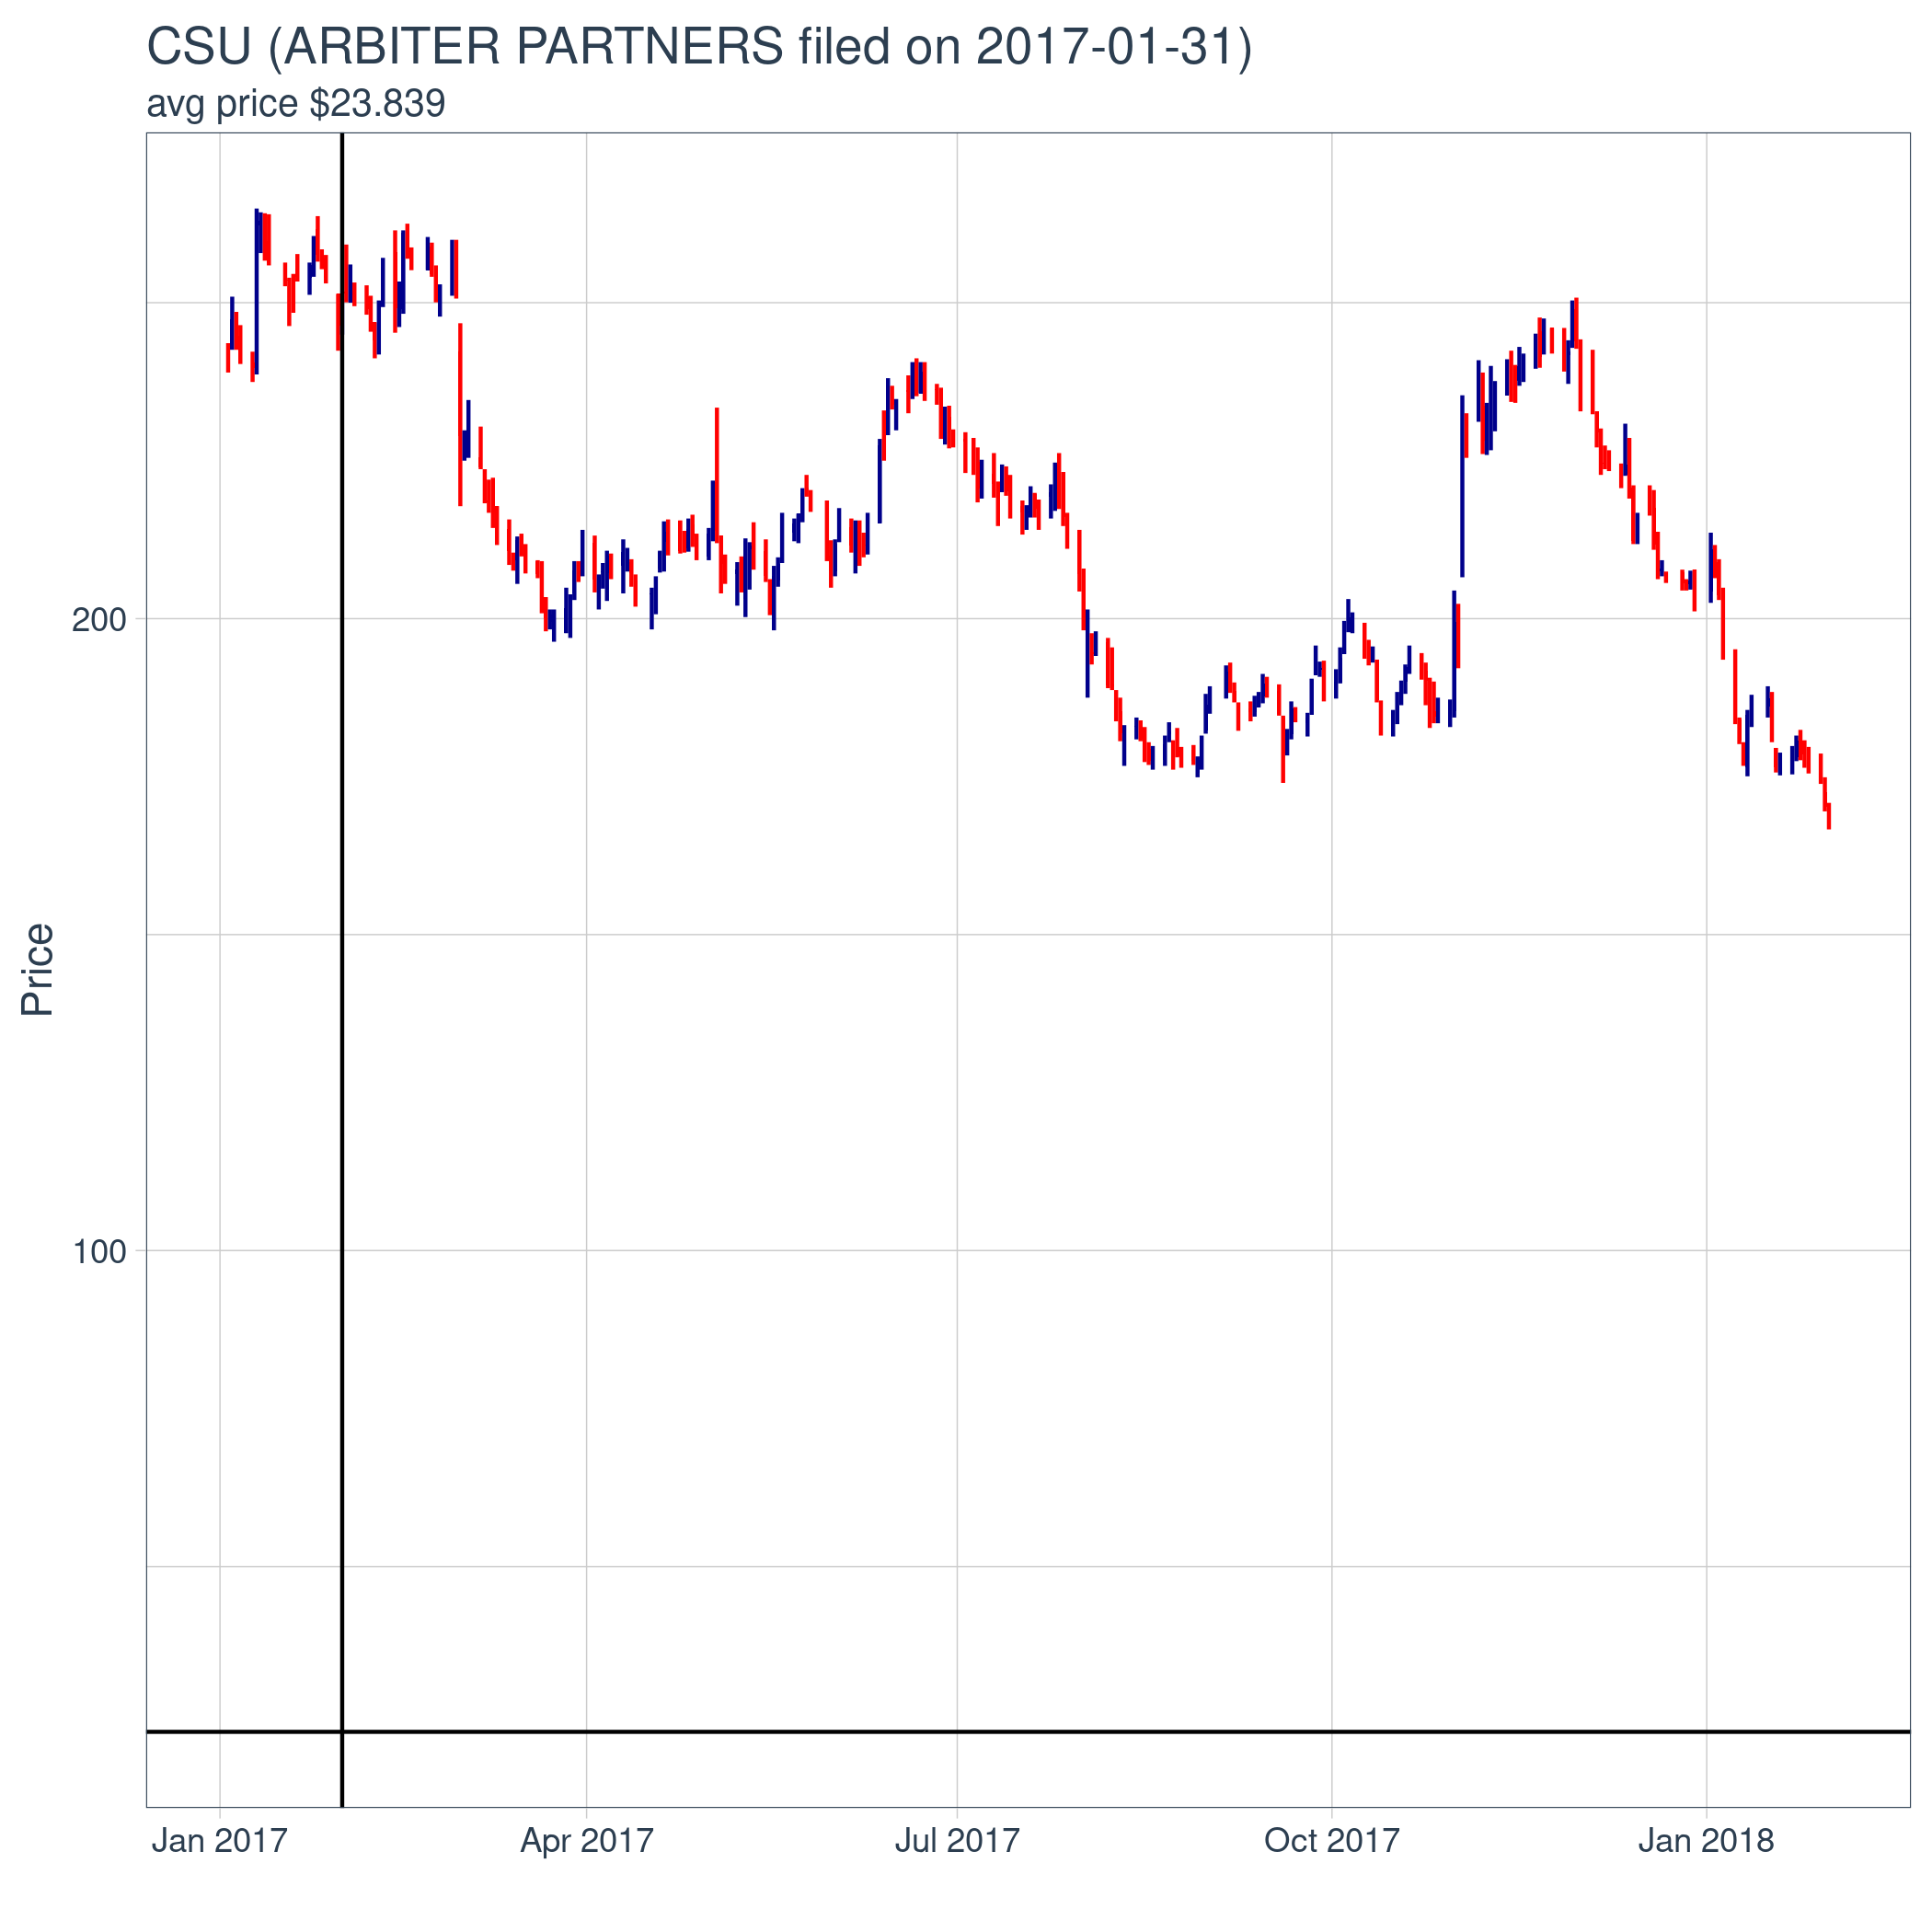 CSU (ARBITER PARTNERS filed on 2017-01-31)
avg price $23.839
Price
200
100
Jan 2017
Apr 2017
Jul 2017
Oct 2017
Jan 2018